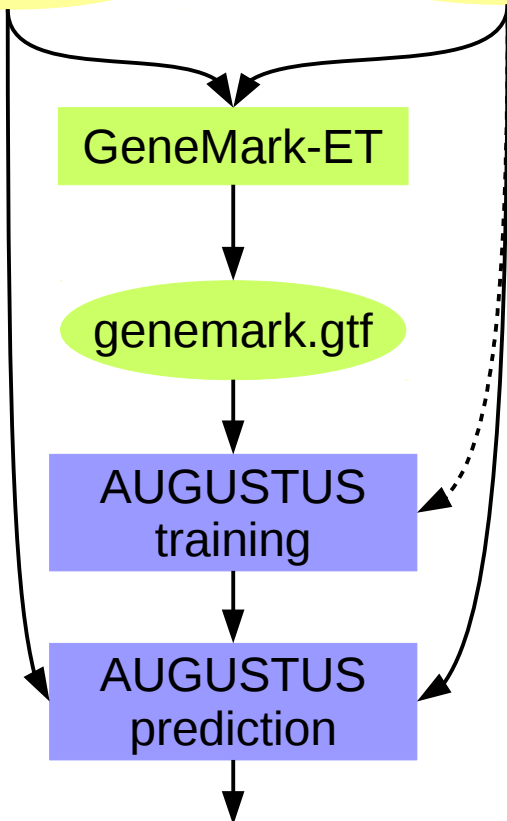 GeneMark-ET
genemark.gtf
AUGUSTUS
training
AUGUSTUS
prediction